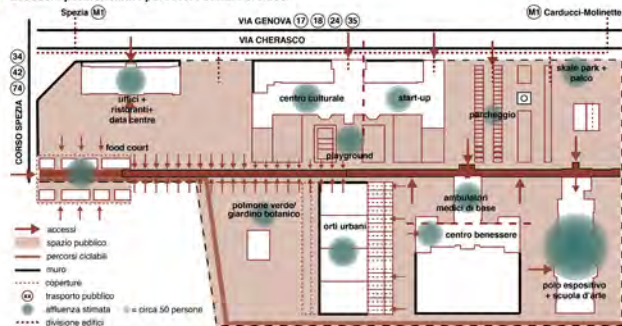 Spezia M1
VIA GENOVA 17 18 24 35
M1 Carducci-Molinette
VIA CHERASCO
34
42
74
CORSO SPEZIA
uffici +
ristoranti+
data centre
centro culturale
start-up
parcheggio
skate park +
palco
food court
playground
polmone verde/
giardino botanico
orti urbani
ambulatori
medici di base
centro benessere
polo espositivo
+ scuola d'arte
accessi
spazio pubblico
percorsi ciclabili
muro
coperture
xx trasporto pubblico
affluenza stimata = circa 50 persone
divisione edifici